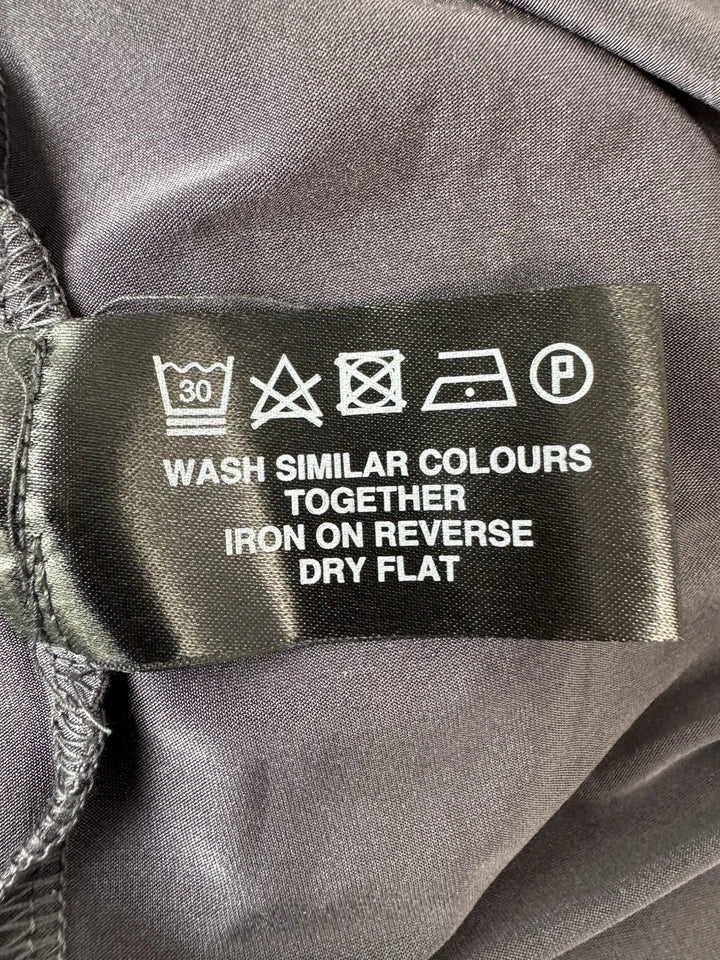 30 P
WASH SIMILAR COLOURS
TOGETHER
IRON ON REVERSE
DRY FLAT